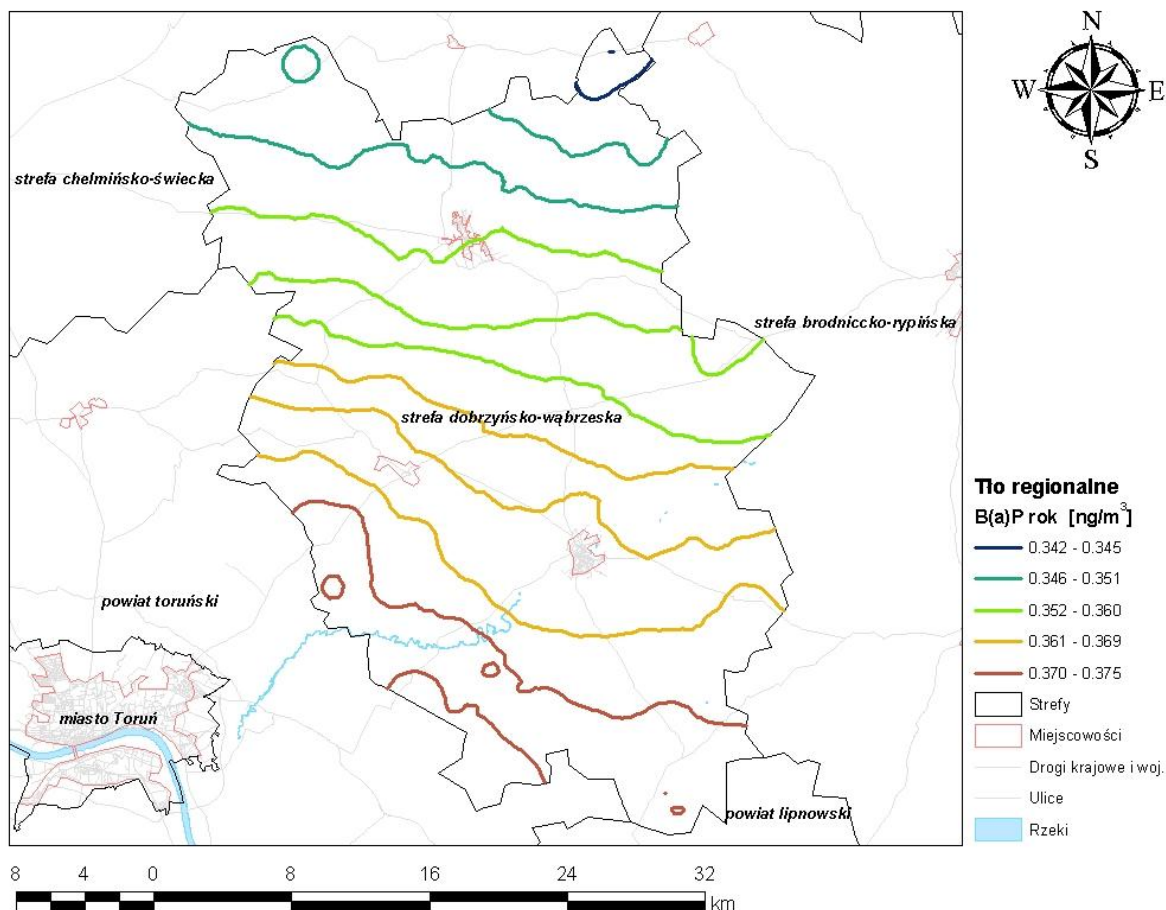 N
W
E
S
strefa chełmińsko-świecka
strefa brodniccko-rypińska
strefa dobrzyńsko-wąbrzeska
powiat toruński
miasto Toruń
powiat lipnowski
Tło regionalne
B(a)P rok [ng/m³]
0.342 - 0.345
0.346 - 0.351
0.352 - 0.360
0.361 - 0.369
0.370 - 0.375
Strefy
Miejscowości
Drogi krajowe i woj.
Ulice
Rzeki
8 4 0 8 16 24 32
km